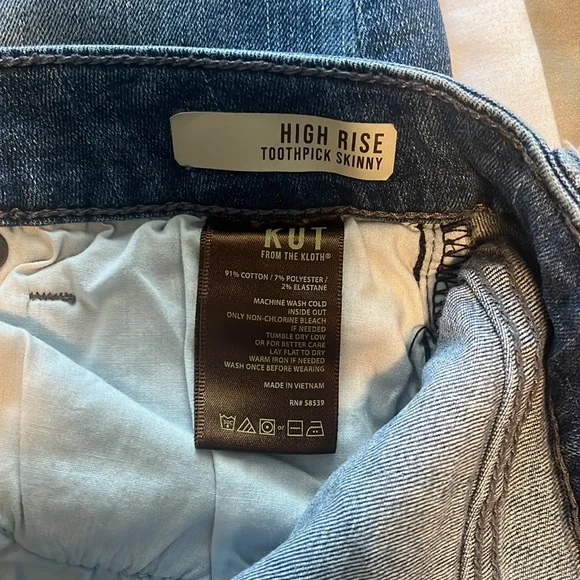 HIGH RISE
TOOTHPICK SKINNY
KUT
FROM THE KLOTH®
91% COTTON / 7% POLYESTER /
2% ELASTANE
MACHINE WASH COLD
INSIDE OUT
ONLY NON-CHLORINE BLEACH
IF NEEDED
TUMBLE DRY LOW
OR FOR BETTER CARE
LAY FLAT TO DRY
WARM IRON IF NEEDED
WASH ONCE BEFORE WEARING
MADE IN VIETNAM
RN# 58539
or